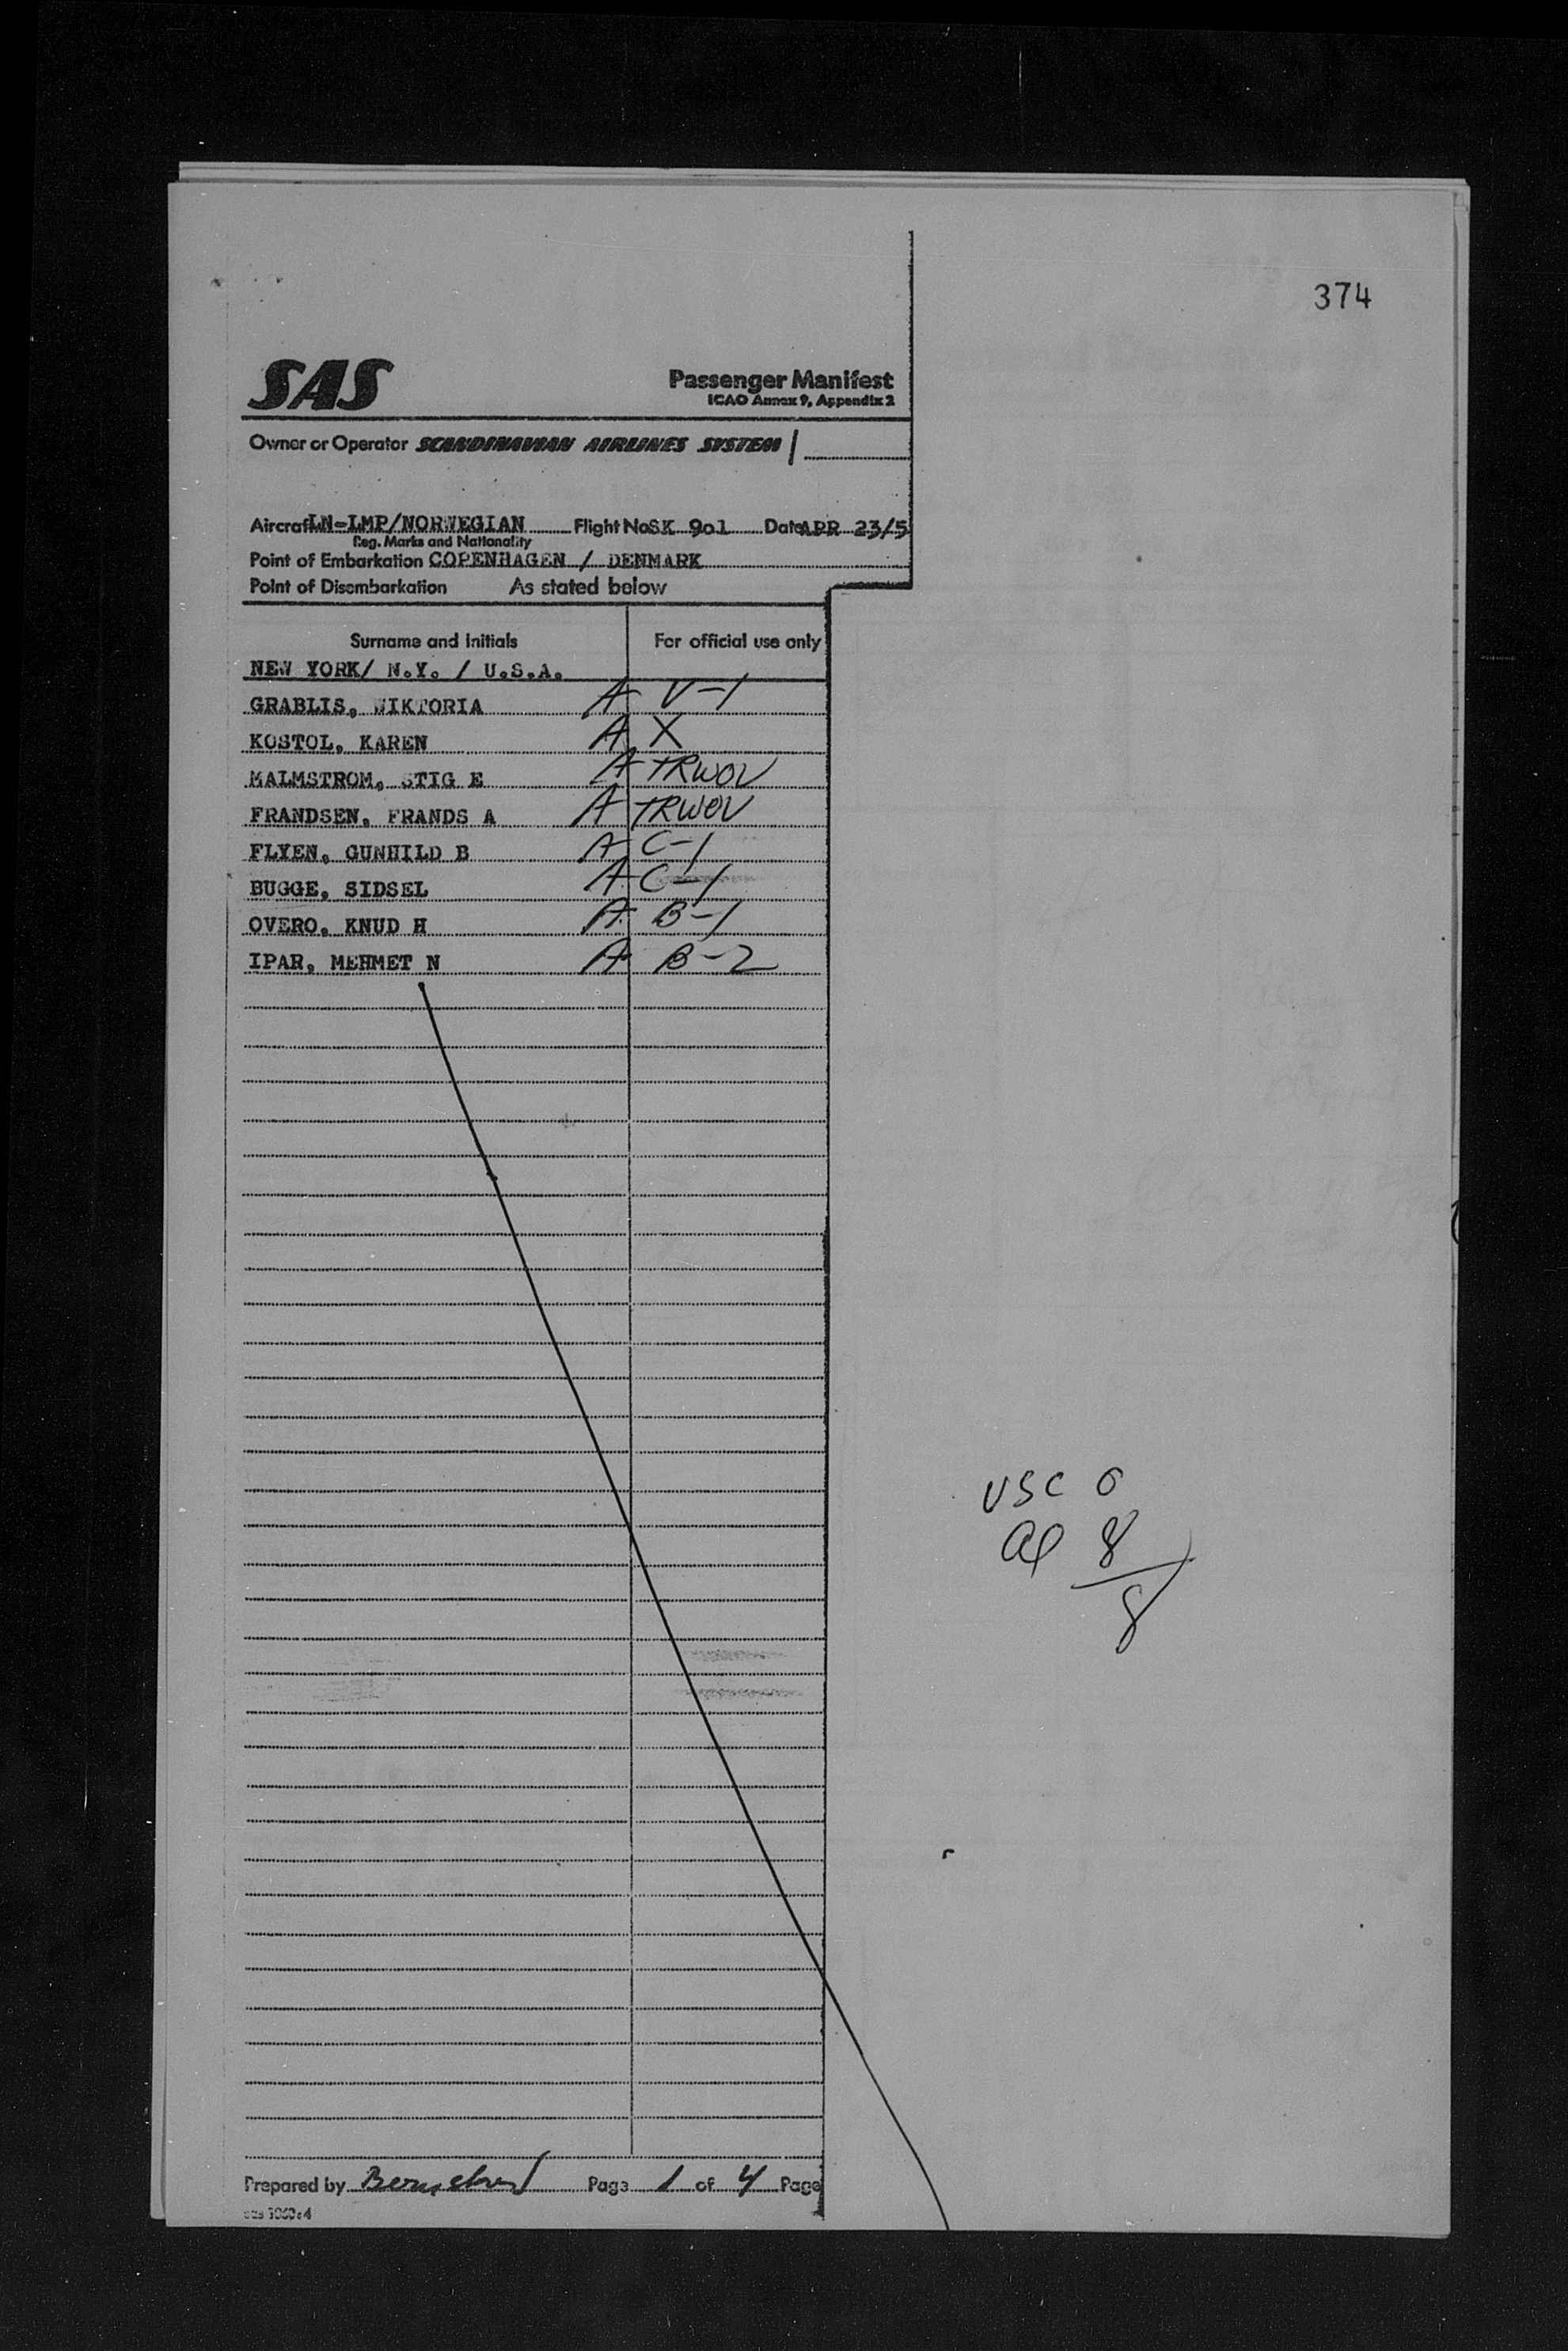 374
SAS
Passenger Manifest
ICAO Annex 9, Appendix 2
Owner or Operator SCANDINAVIAN AIRLINES SYSTEM
Aircraft LN-LMP/NORWEGIAN Flight No SK 901 Date APR 23/5
Reg. Marks and Nationality
Point of Embarkation COPENHAGEN / DENMARK
Point of Disembarkation As stated below
Surname and Initials For official use only
NEW YORK/ N.Y. / U.S.A.
GRABLIS, WIKTORIA A V-1
KOSTOL, KAREN A X
MALMSTROM, STIG E A TRWOV
FRANDSEN, FRANDS A A TRWOV
FLYEN, GUNHILD B A C-1
BUGGE, SIDSEL A C-1
OVERO, KNUD H A B-1
IPAR, MEHMET N A B-2
USC 0
al 8
8
Prepared by Page 1 of 4 Page